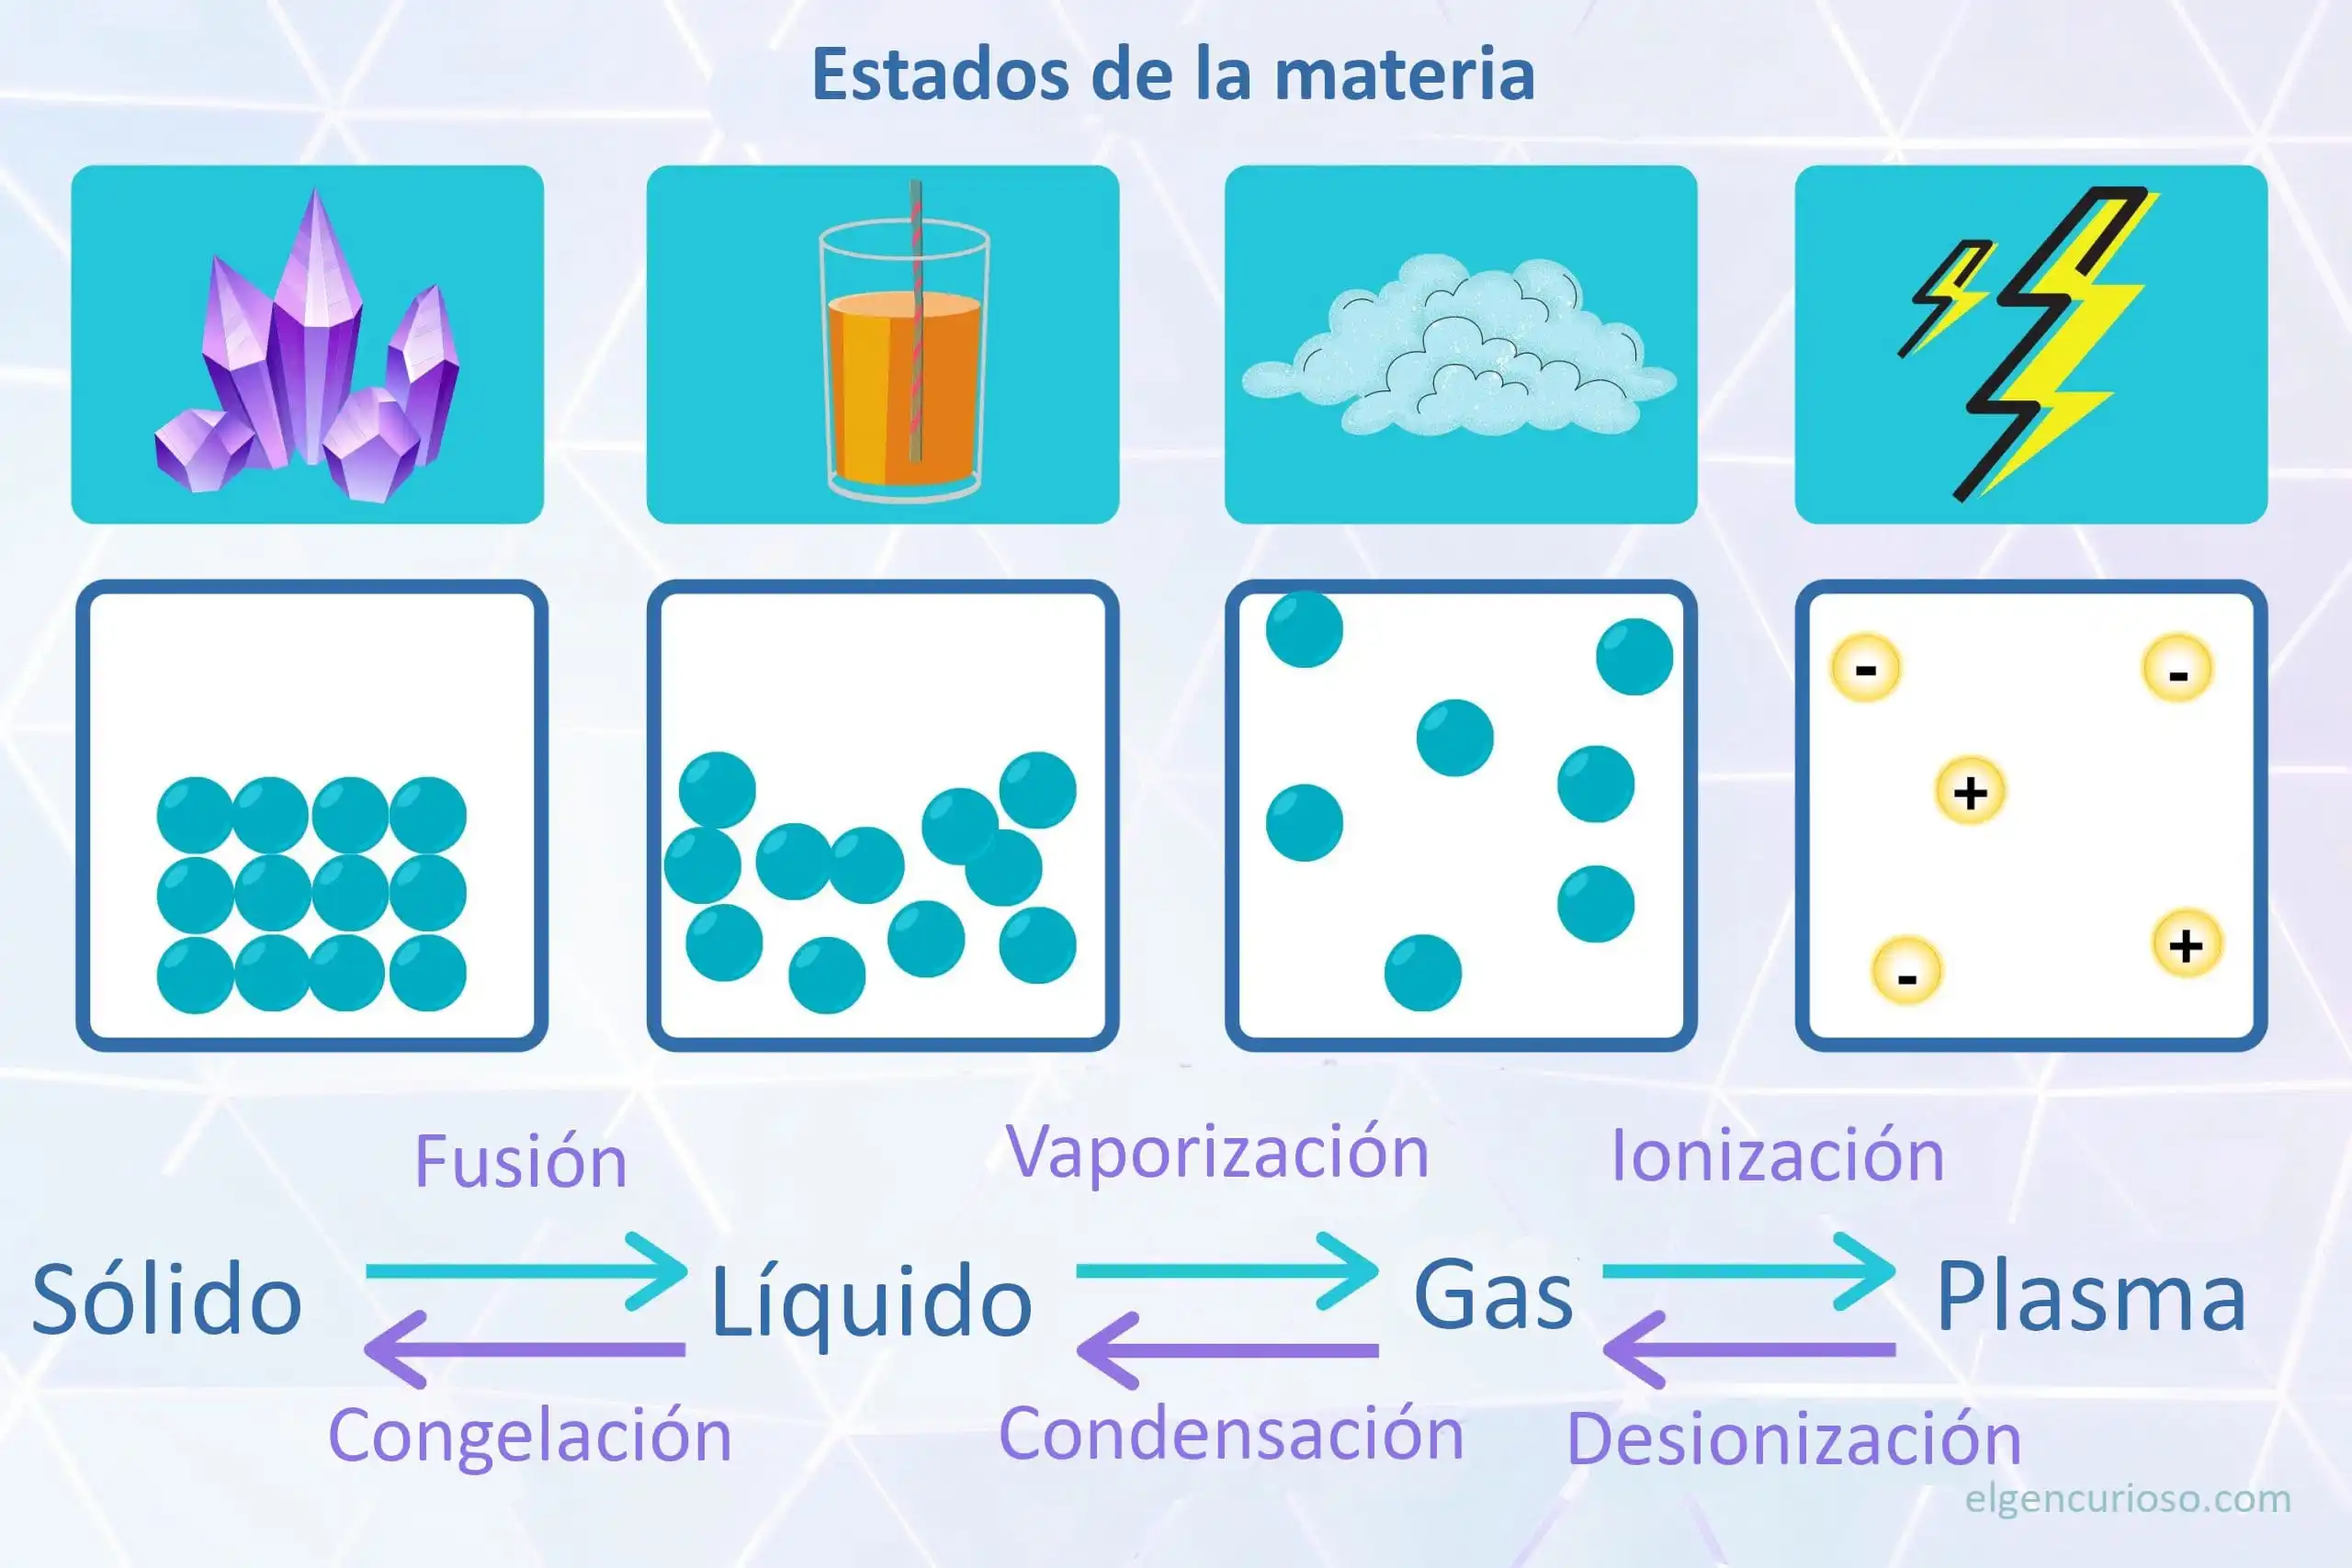 Estados de la materia
-
-
+
+
-
Fusión
Vaporización
Ionización
Sólido
Líquido
Gas
Plasma
Congelación
Condensación
Desionización
elgencurioso.com